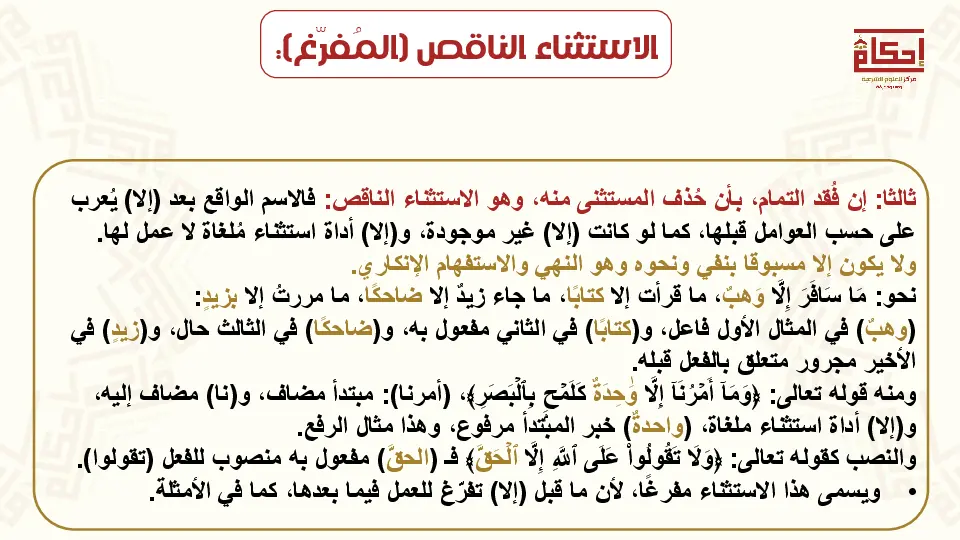 الاستثناء الناقص (المُفرّغ):
إحكام
مركز للعلوم الشرعية
ثالثا: إن فُقد التمام، بأن حُذف المستثنى منه، وهو الاستثناء الناقص: فالاسم الواقع بعد (إلا) يُعرب
على حسب العوامل قبلها، كما لو كانت (إلا) غير موجودة، و(إلا) أداة استثناء مُلغاة لا عمل لها.
ولا يكون إلا مسبوقا بنفي ونحوه وهو النهي والاستفهام الإنكاري.
نحو: مَا سَافَرَ إِلَّا وَهبٌ، ما قرأت إلا كتابًا، ما جاء زيدٌ إلا ضاحكًا، ما مررتُ إلا بزيدٍ:
(وهبٌ) في المثال الأول فاعل، و(كتابًا) في الثاني مفعول به، و(ضاحكًا) في الثالث حال، و(زيدٍ) في
الأخير مجرور متعلق بالفعل قبله.
ومنه قوله تعالى: ﴿وَمَآ أَمۡرُنَآ إِلَّا وَٰحِدَةٞ كَلَمۡحِۭ بِٱلۡبَصَرِ﴾، (أمرنا): مبتدأ مضاف، و(نا) مضاف إليه،
و(إلا) أداة استثناء ملغاة، (واحدةٌ) خبر المبتدأ مرفوع، وهذا مثال الرفع.
والنصب كقوله تعالى: ﴿وَلَا تَقُولُواْ عَلَى ٱللَّهِ إِلَّا ٱلۡحَقَّ﴾ فـ (الحقَّ) مفعول به منصوب للفعل (تقولوا).
• ويسمى هذا الاستثناء مفرغًا، لأن ما قبل (إلا) تفرّغ للعمل فيما بعدها، كما في الأمثلة.